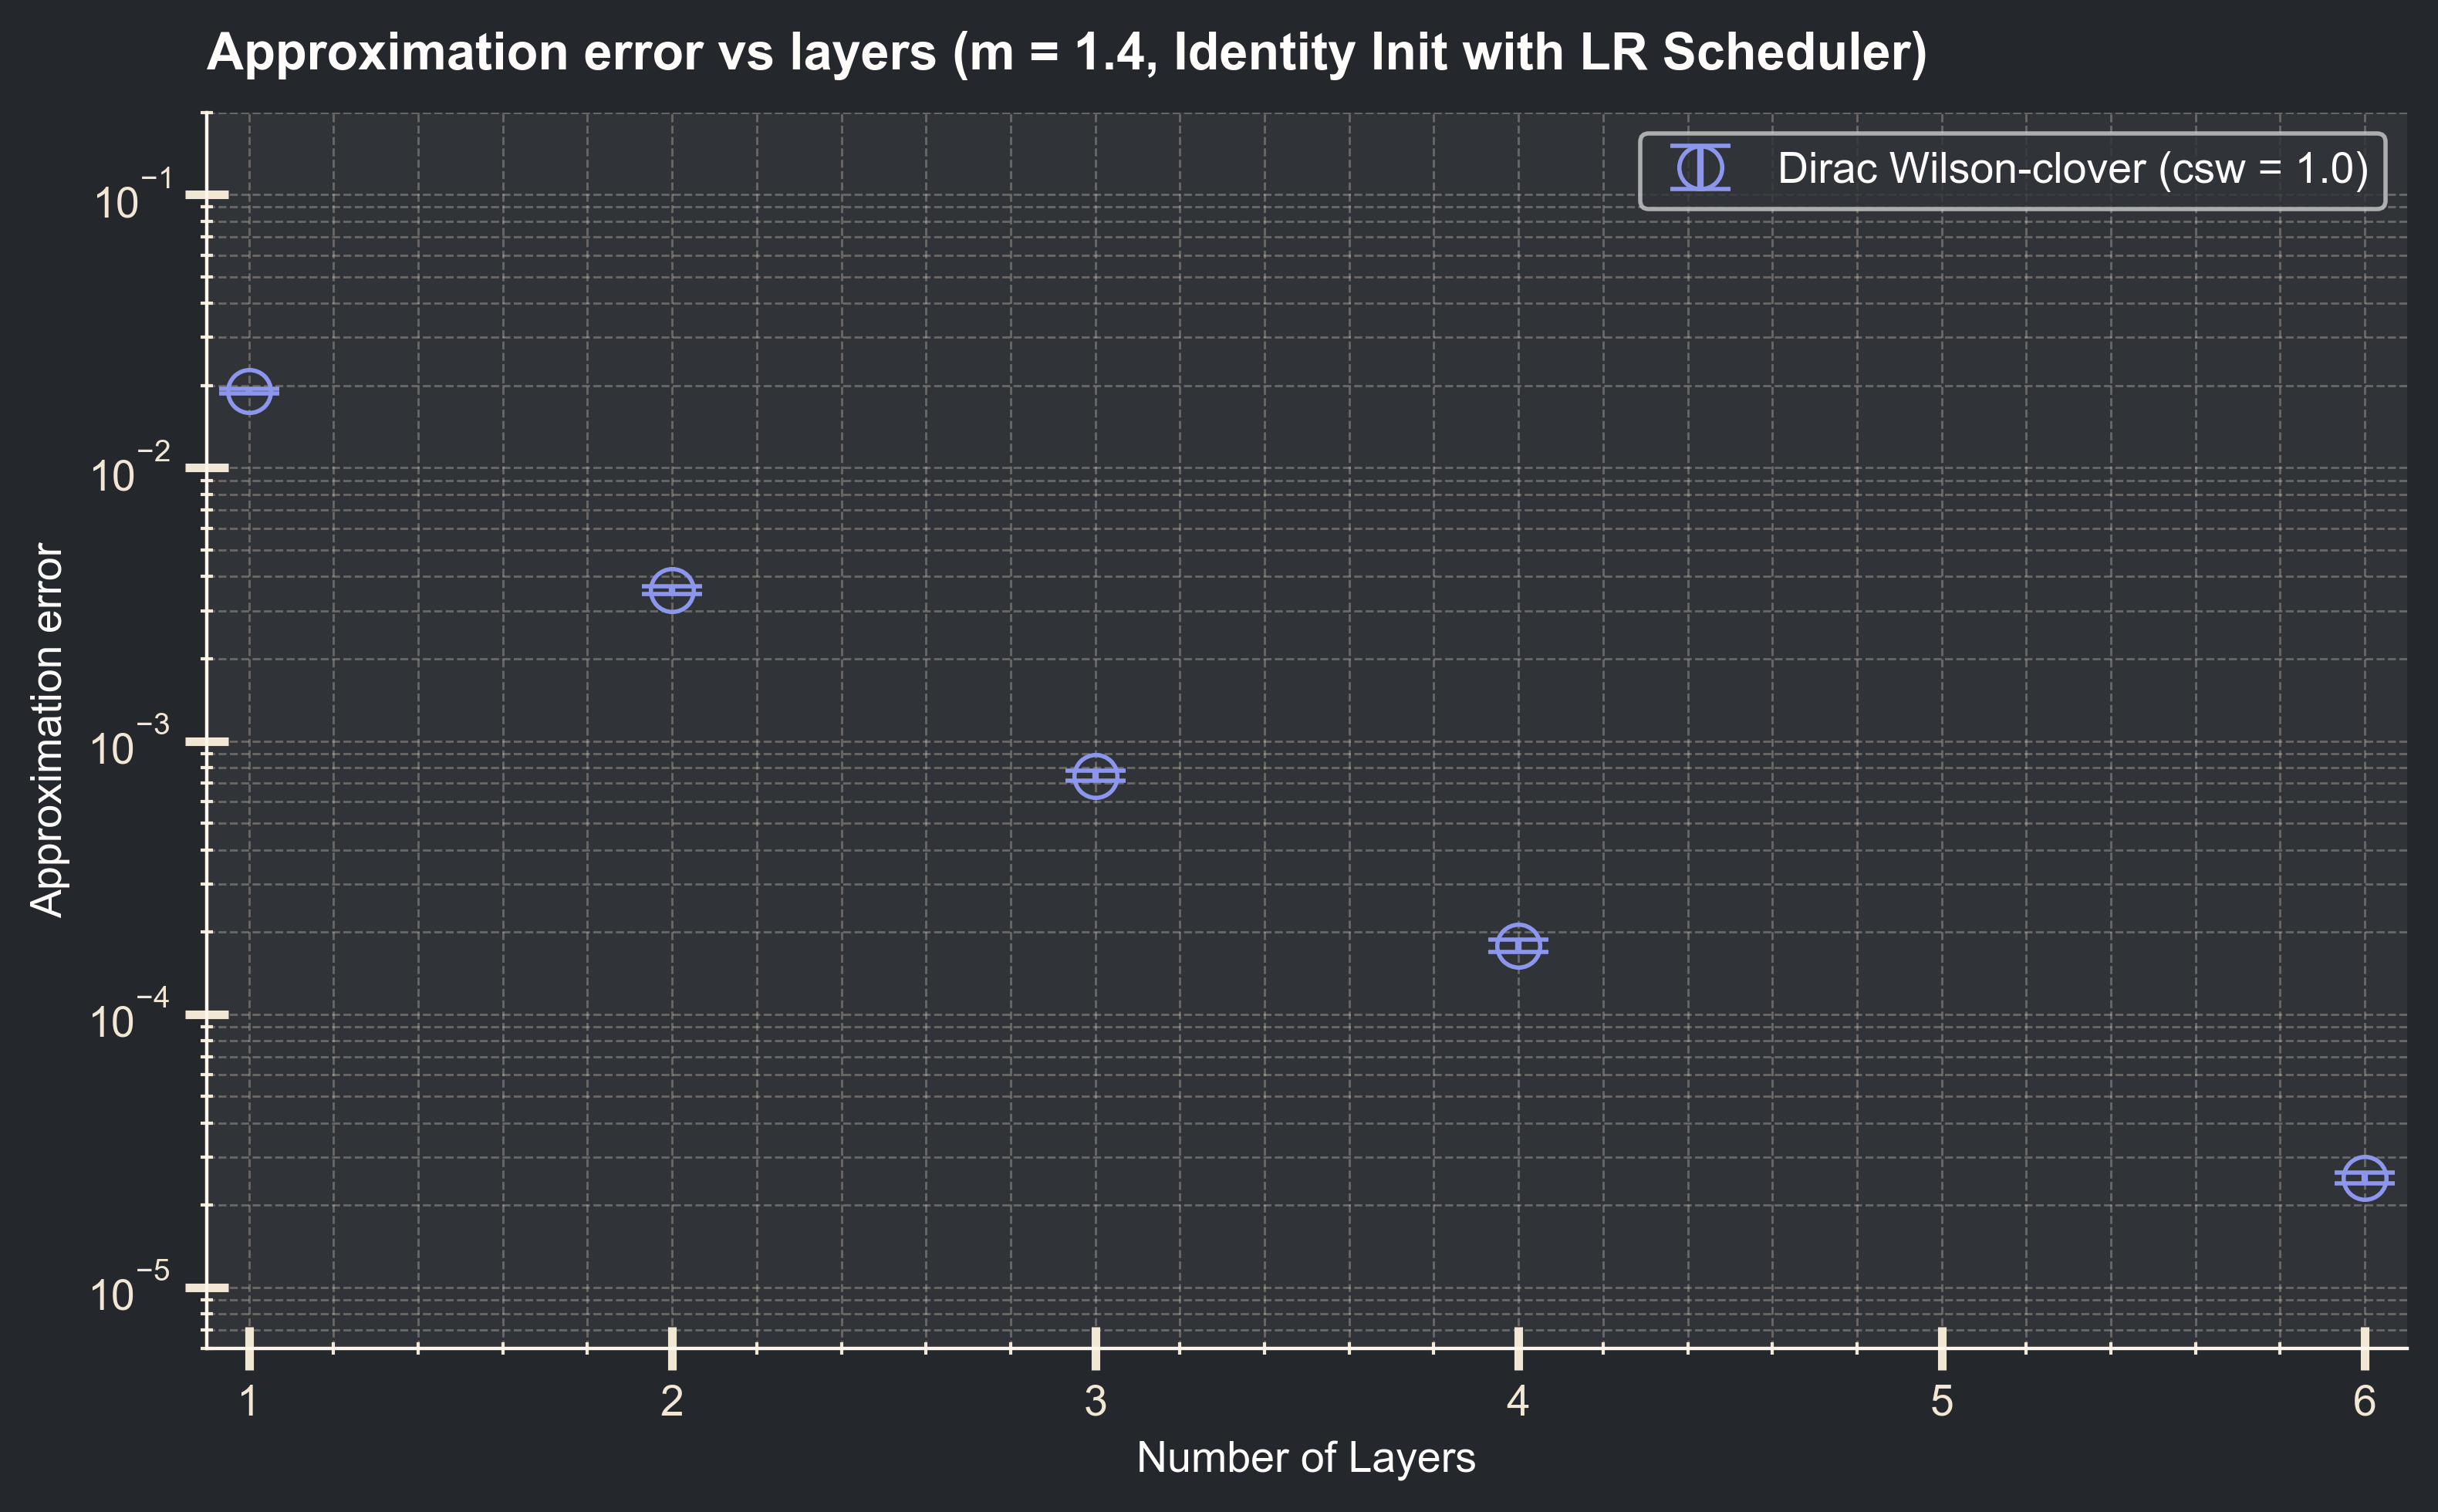 Approximation error vs layers (m = 1.4, Identity Init with LR Scheduler)
Dirac Wilson-clover (csw = 1.0)
Approximation error
10⁻¹
10⁻²
10⁻³
10⁻⁴
10⁻⁵
1 2 3 4 5 6
Number of Layers